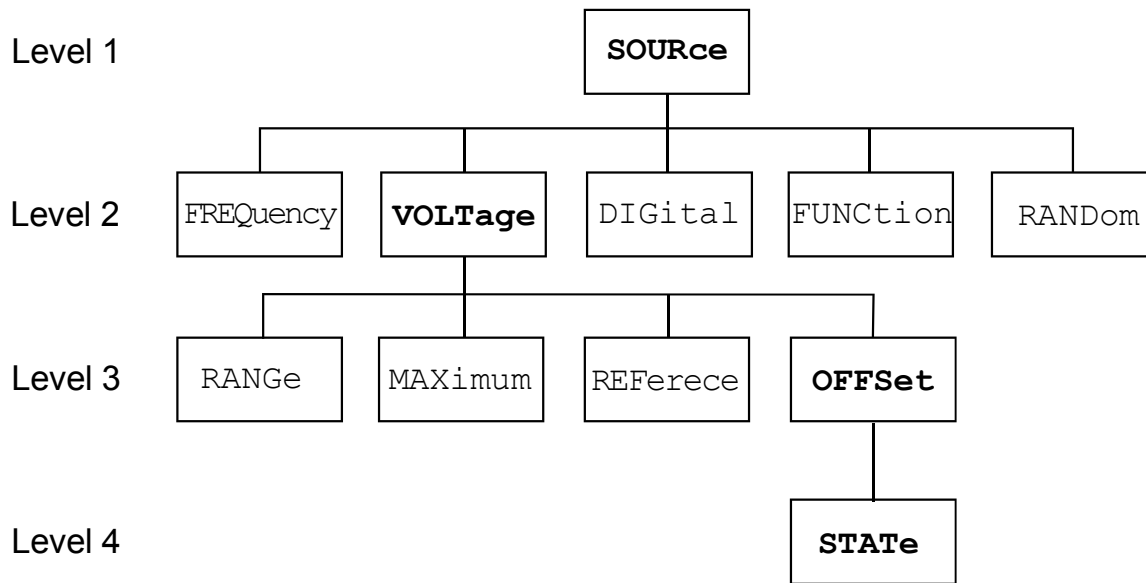 Level 1
SOURce
Level 2
FREQuency
VOLTage
DIGital
FUNCtion
RANDom
Level 3
RANGe
MAXimum
REFerece
OFFSet
Level 4
STATe